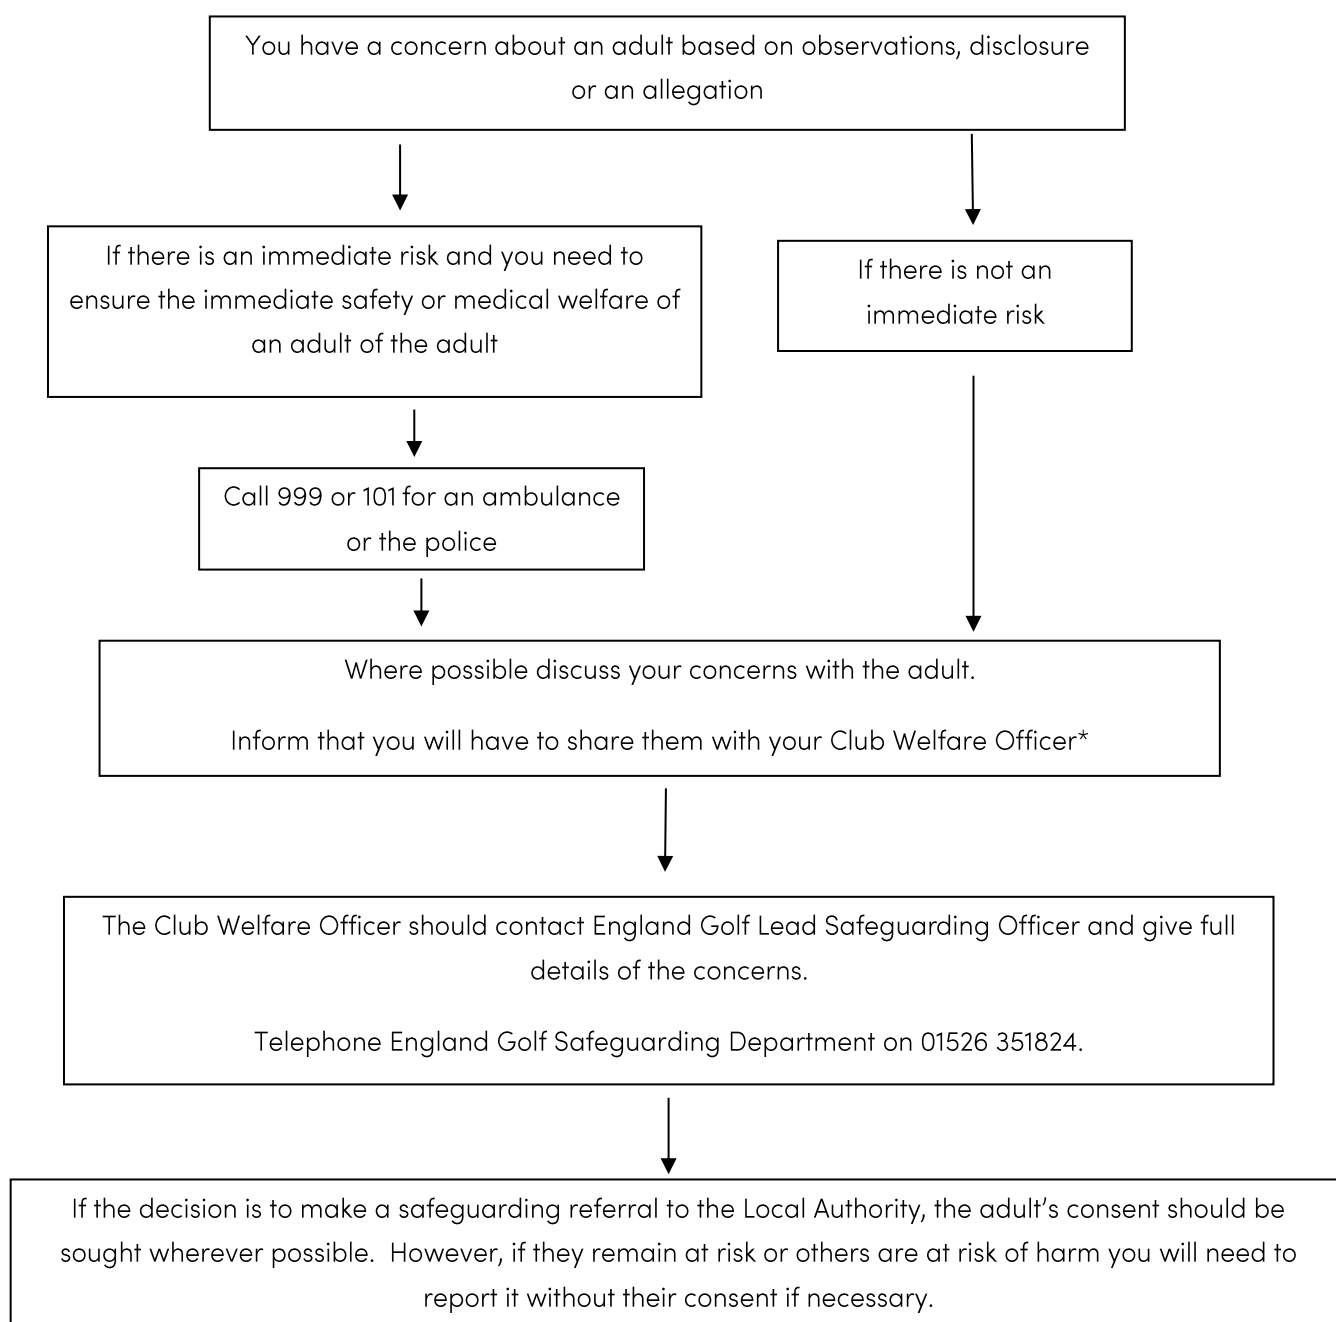 You have a concern about an adult based on observations, disclosure
or an allegation
If there is an immediate risk and you need to
ensure the immediate safety or medical welfare of
an adult of the adult
If there is not an
immediate risk
Call 999 or 101 for an ambulance
or the police
Where possible discuss your concerns with the adult.
Inform that you will have to share them with your Club Welfare Officer*
The Club Welfare Officer should contact England Golf Lead Safeguarding Officer and give full
details of the concerns.
Telephone England Golf Safeguarding Department on 01526 351824.
If the decision is to make a safeguarding referral to the Local Authority, the adult’s consent should be
sought wherever possible.  However, if they remain at risk or others are at risk of harm you will need to
report it without their consent if necessary.